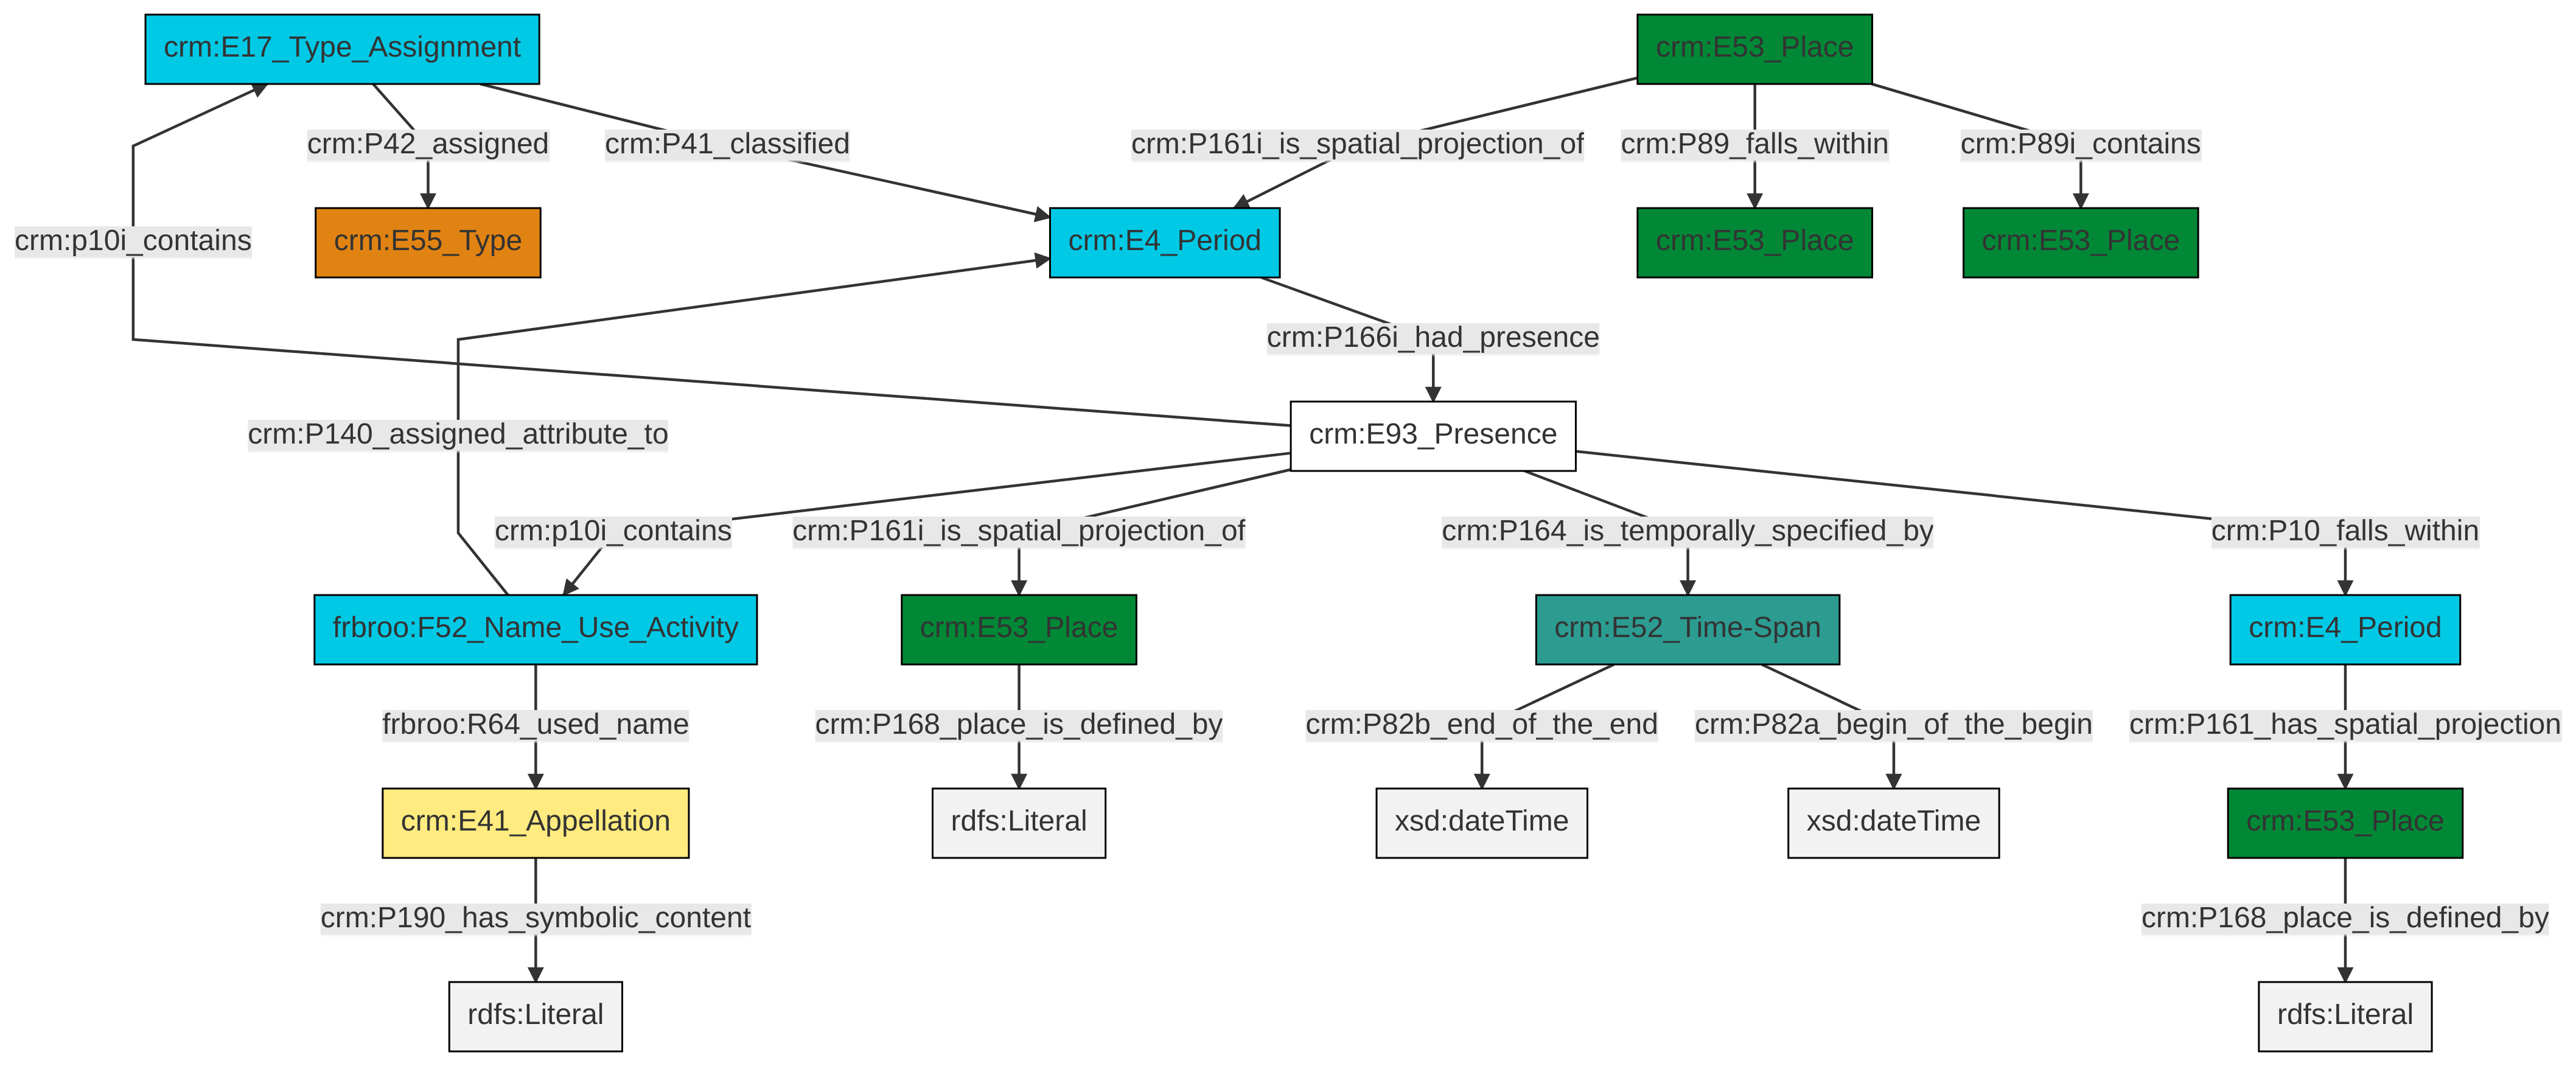 crm:E17_Type_Assignment
crm:E53_Place
crm:P42_assigned
crm:P41_classified
crm:P161i_is_spatial_projection_of
crm:P89_falls_within
crm:P89i_contains
crm:p10i_contains
crm:E55_Type
crm:E4_Period
crm:E53_Place
crm:E53_Place
crm:P166i_had_presence
crm:P140_assigned_attribute_to
crm:E93_Presence
crm:p10i_contains
crm:P161i_is_spatial_projection_of
crm:P164_is_temporally_specified_by
crm:P10_falls_within
frbroo:F52_Name_Use_Activity
crm:E53_Place
crm:E52_Time-Span
crm:E4_Period
frbroo:R64_used_name
crm:P168_place_is_defined_by
crm:P82b_end_of_the_end
crm:P82a_begin_of_the_begin
crm:P161_has_spatial_projection
crm:E41_Appellation
rdfs:Literal
xsd:dateTime
xsd:dateTime
crm:E53_Place
crm:P190_has_symbolic_content
crm:P168_place_is_defined_by
rdfs:Literal
rdfs:Literal